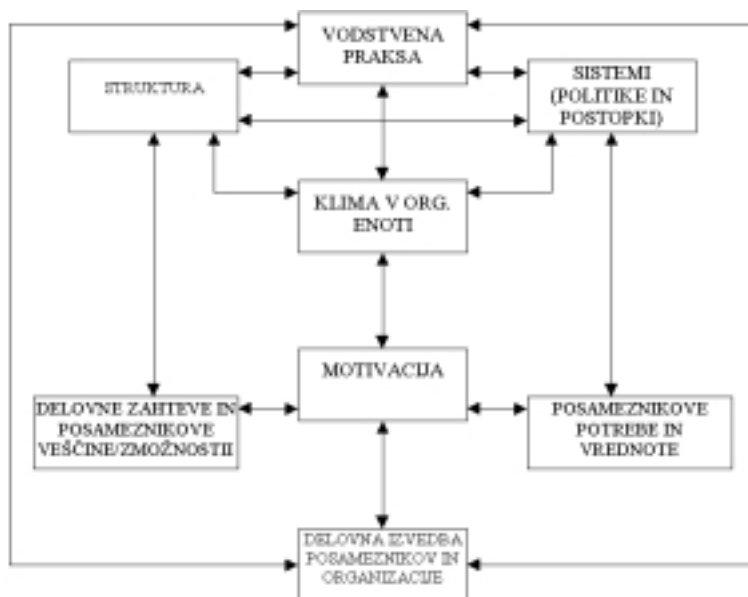 VODSTVENA
PRAKSA
STRUKTURA
SISTEMI
(POLITIKE IN
POSTOPKI)
KLIMA V ORG.
ENOTI
MOTIVACIJA
DELOVNE ZAHTEVE IN
POSAMEZNIKOVE
VEŠČINE/ZMOŽNOSTII
POSAMEZNIKOVE
POTREBE IN
VREDNOTE
DELOVNA IZVEDBA
POSAMEZNIKOV IN
ORGANIZACIJE